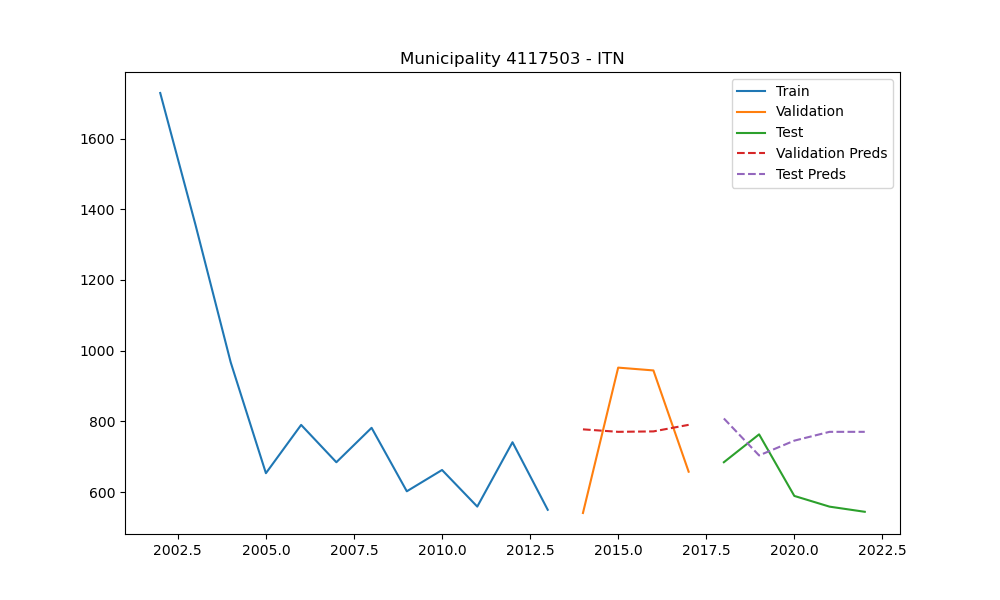 Municipality 4117503 - ITN
Train
Validation
Test
Validation Preds
Test Preds
1600
1400
1200
1000
800
600
2002.5 2005.0 2007.5 2010.0 2012.5 2015.0 2017.5 2020.0 2022.5